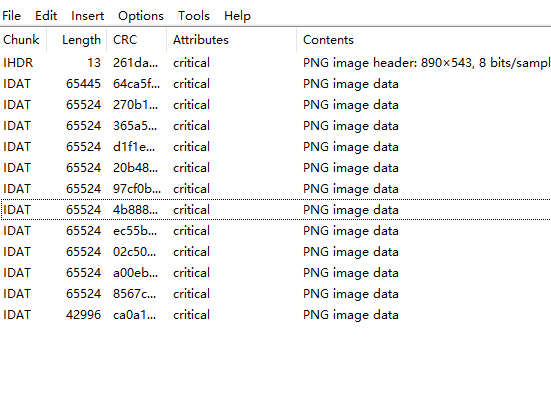 File Edit Insert Options Tools Help
Chunk Length CRC Attributes Contents
IHDR 13 261da... critical PNG image header: 890×543, 8 bits/sampl
IDAT 65445 64ca5f... critical PNG image data
IDAT 65524 270b1... critical PNG image data
IDAT 65524 365a5... critical PNG image data
IDAT 65524 d1f1e... critical PNG image data
IDAT 65524 20b48... critical PNG image data
IDAT 65524 97cf0b... critical PNG image data
IDAT 65524 4b888... critical PNG image data
IDAT 65524 ec55b... critical PNG image data
IDAT 65524 02c50... critical PNG image data
IDAT 65524 a00eb... critical PNG image data
IDAT 65524 8567c... critical PNG image data
IDAT 42996 ca0a1... critical PNG image data